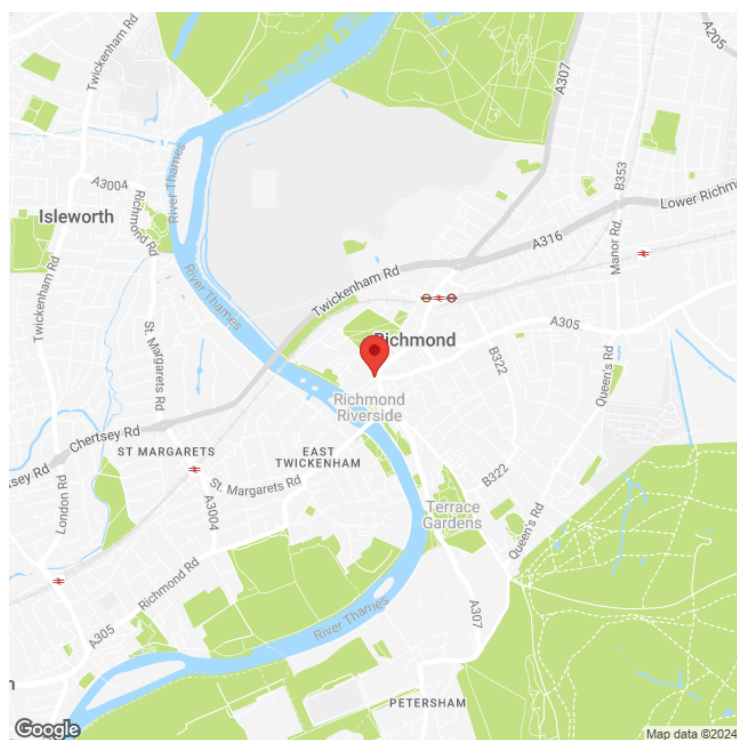 A205
Twickenham Rd
A307
B353
River Thames
A3004
Lower Richm
Richmond Rd
Isleworth
A316
Manor Rd.
Twickenham Rd
River Thames
Twickenham Rd
A305
Richmond
St. Margarets Rd
B322
Queen's Rd
Richmond
Riverside
Chertsey Rd
ST MARGARETS
EAST
TWICKENHAM
tsey Rd
B322
St. Margarets Rd
London Rd
Terrace
Gardens
A3004
Queen's Rd
Richmond Rd
River Thames
A305
A307
n
PETERSHAM
Google
Map data ©2024